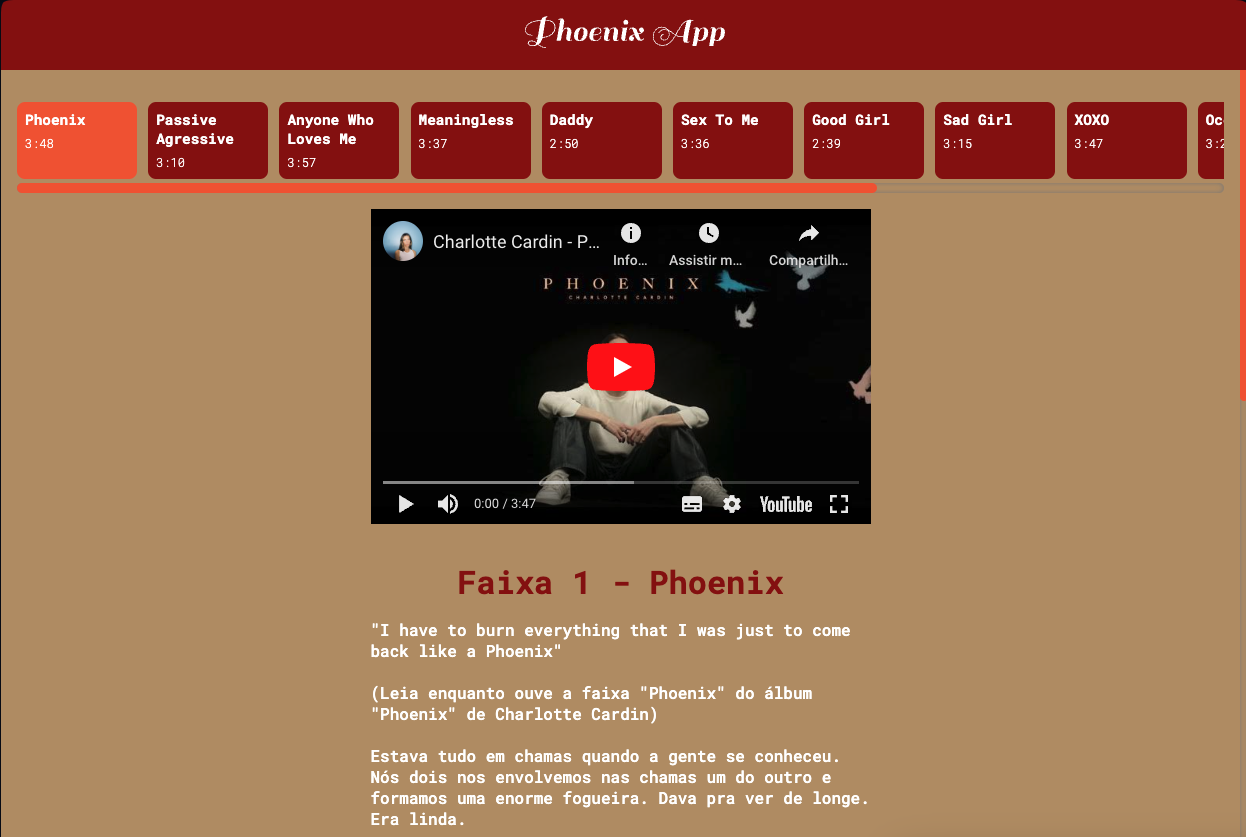 Phoenix App
Phoenix
3:48
Passive
Agressive
3:10
Anyone Who
Loves Me
3:57
Meaningless
3:37
Daddy
2:50
Sex To Me
3:36
Good Girl
2:39
Sad Girl
3:15
XOXO
3:47
Charlotte Cardin - P...
Info...
Assistir m...
Compartilh...
PHOENIX
CHARLOTTE CARDIN
0:00 / 3:47
YouTube
Faixa 1 - Phoenix
"I have to burn everything that I was just to come
back like a Phoenix"
(Leia enquanto ouve a faixa "Phoenix" do álbum
"Phoenix" de Charlotte Cardin)
Estava tudo em chamas quando a gente se conheceu.
Nós dois nos envolvemos nas chamas um do outro e
formamos uma enorme fogueira. Dava pra ver de longe.
Era linda.